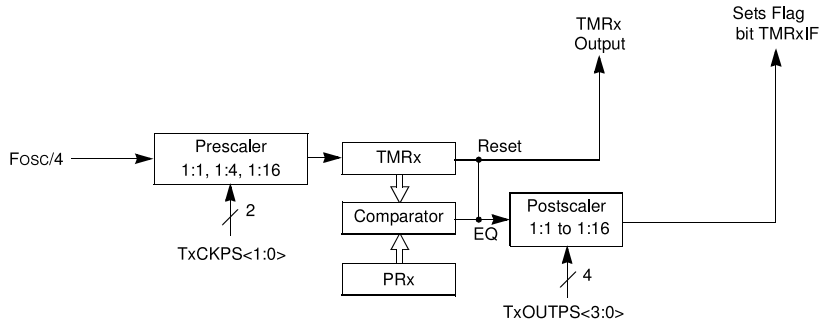 TMRx
Output
Sets Flag
bit TMRxIF
FOSC/4
Prescaler
1:1, 1:4, 1:16
TMRx
Reset
2
TxCKPS<1:0>
Comparator
EQ
Postscaler
1:1 to 1:16
PRx
4
TxOUTPS<3:0>